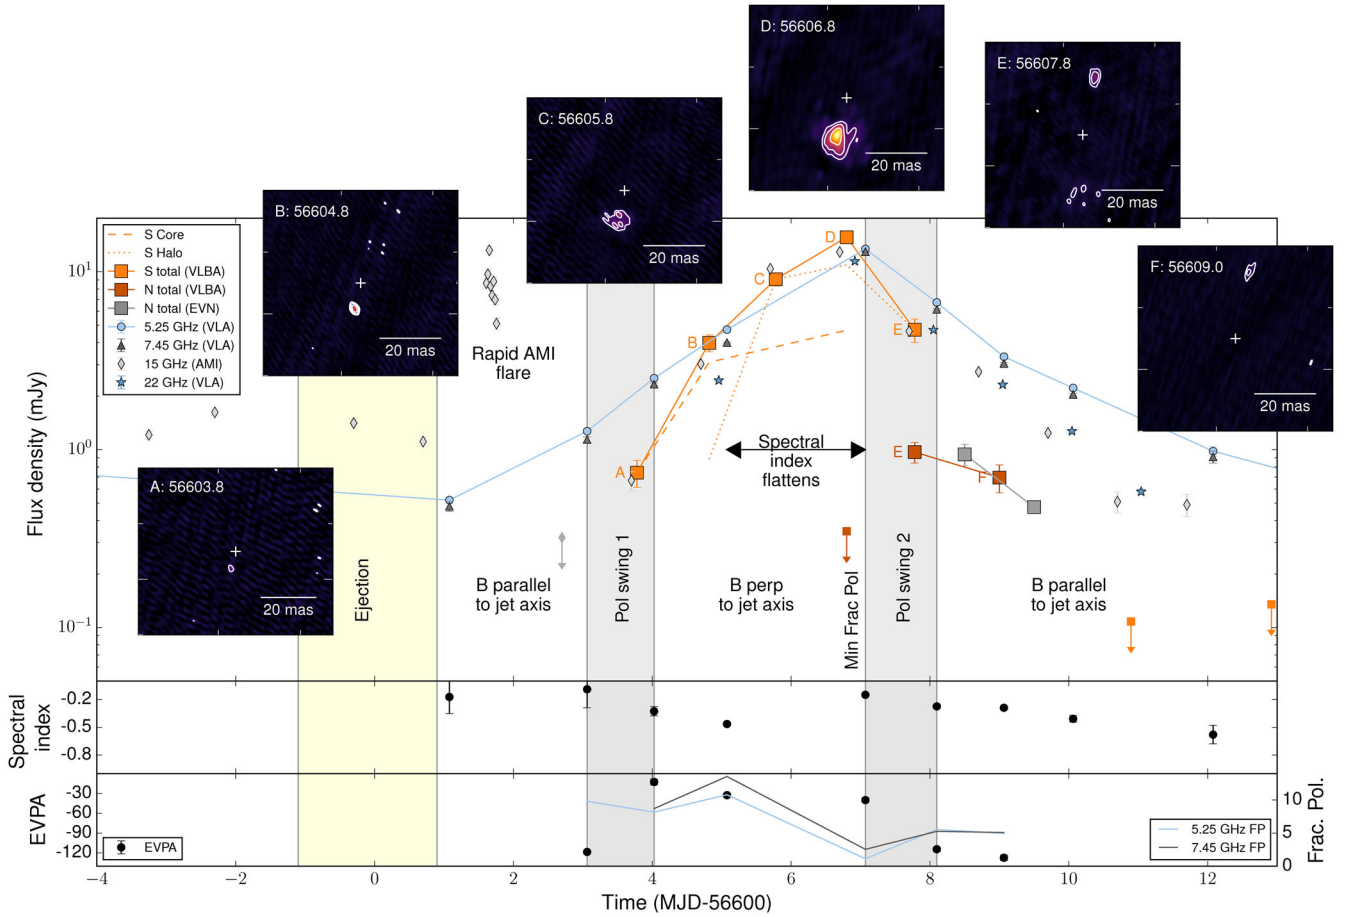 D: 56606.8
20 mas
E: 56607.8
20 mas
C: 56605.8
20 mas
B: 56604.8
20 mas
F: 56609.0
20 mas
A: 56603.8
20 mas
S Core
S Halo
S total (VLBA)
N total (VLBA)
N total (EVN)
5.25 GHz (VLA)
7.45 GHz (VLA)
15 GHz (AMI)
22 GHz (VLA)
Flux density (mJy)
10¹
10⁰
10⁻¹
Rapid AMI
flare
A
B
C
D
E
E
F
Spectral
index
flattens
Ejection
B parallel
to jet axis
Pol swing 1
B perp
to jet axis
Min Frac Pol
Pol swing 2
B parallel
to jet axis
Spectral
index
-0.2
-0.5
-0.8
EVPA
-30
-60
-90
-120
EVPA
5.25 GHz FP
7.45 GHz FP
10
5
0
Frac. Pol.
−4
−2
0
2
4
6
8
10
12
Time (MJD-56600)